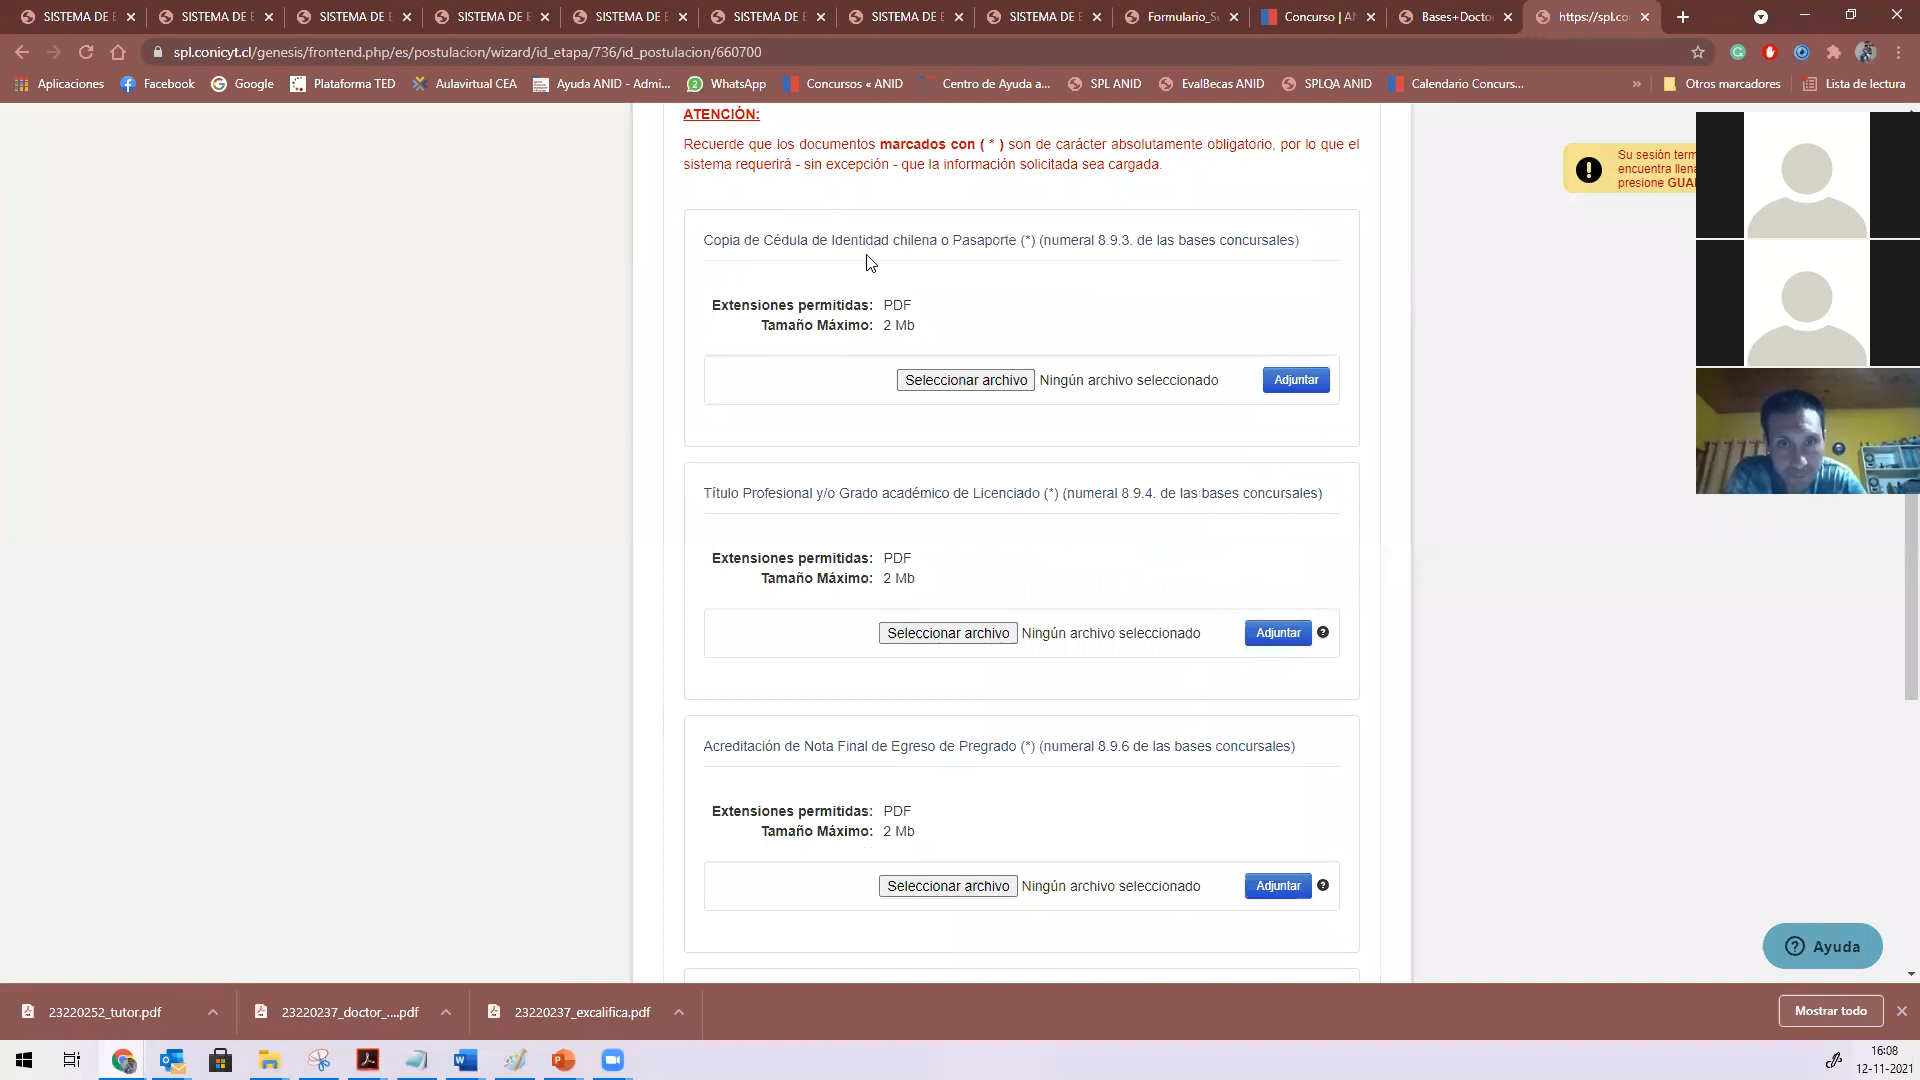 SISTEMA DE E
SISTEMA DE E
SISTEMA DE E
SISTEMA DE E
SISTEMA DE E
SISTEMA DE E
SISTEMA DE E
SISTEMA DE E
Formulario_S
Concurso | AN
Bases+Doctor
https://spl.co
spl.conicyt.cl/genesis/frontend.php/es/postulacion/wizard/id_etapa/736/id_postulacion/660700
Aplicaciones
Facebook
Google
Plataforma TED
Aulavirtual CEA
Ayuda ANID - Admi...
WhatsApp
Concursos « ANID
Centro de Ayuda a...
SPL ANID
EvalBecas ANID
SPLQA ANID
Calendario Concurs...
»
Otros marcadores
Lista de lectura
ATENCIÓN:
Recuerde que los documentos marcados con ( * ) son de carácter absolutamente obligatorio, por lo que el
sistema requerirá - sin excepción - que la información solicitada sea cargada.
Su sesión term
encuentra llena
presione GUA
Copia de Cédula de Identidad chilena o Pasaporte (*) (numeral 8.9.3. de las bases concursales)
Extensiones permitidas: PDF
Tamaño Máximo: 2 Mb
Seleccionar archivo Ningún archivo seleccionado Adjuntar
Título Profesional y/o Grado académico de Licenciado (*) (numeral 8.9.4. de las bases concursales)
Extensiones permitidas: PDF
Tamaño Máximo: 2 Mb
Seleccionar archivo Ningún archivo seleccionado Adjuntar ?
Acreditación de Nota Final de Egreso de Pregrado (*) (numeral 8.9.6 de las bases concursales)
Extensiones permitidas: PDF
Tamaño Máximo: 2 Mb
Seleccionar archivo Ningún archivo seleccionado Adjuntar ?
Ayuda
23220252_tutor.pdf
23220237_doctor_....pdf
23220237_excalifica.pdf
Mostrar todo
16:08
12-11-2021